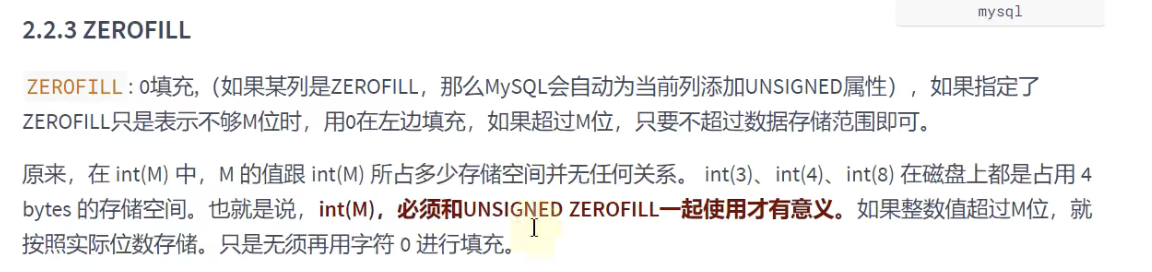 mysql
2.2.3 ZEROFILL
ZEROFILL : 0填充,（如果某列是ZEROFILL，那么MySQL会自动为当前列添加UNSIGNED属性），如果指定了
ZEROFILL只是表示不够M位时，用0在左边填充，如果超过M位，只要不超过数据存储范围即可。
原来，在 int(M) 中，M 的值跟 int(M) 所占多少存储空间并无任何关系。 int(3)、int(4)、int(8) 在磁盘上都是占用 4
bytes 的存储空间。也就是说，int(M)，必须和UNSIGNED ZEROFILL一起使用才有意义。如果整数值超过M位，就
按照实际位数存储。只是无须再用字符 0 进行填充。